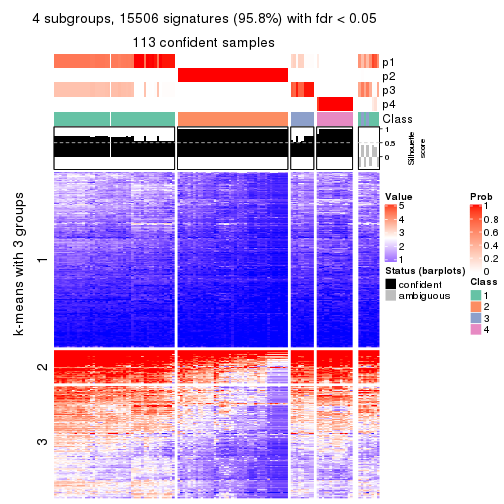 4 subgroups, 15506 signatures (95.8%) with fdr < 0.05
113 confident samples
p1
p2
p3
p4
Class
1
0.5
0
Silhouette
score
k-means with 3 groups
1
2
3
Value
5
4
3
2
1
Status (barplots)
confident
ambiguous
Prob
1
0.8
0.6
0.4
0.2
0
Class
1
2
3
4